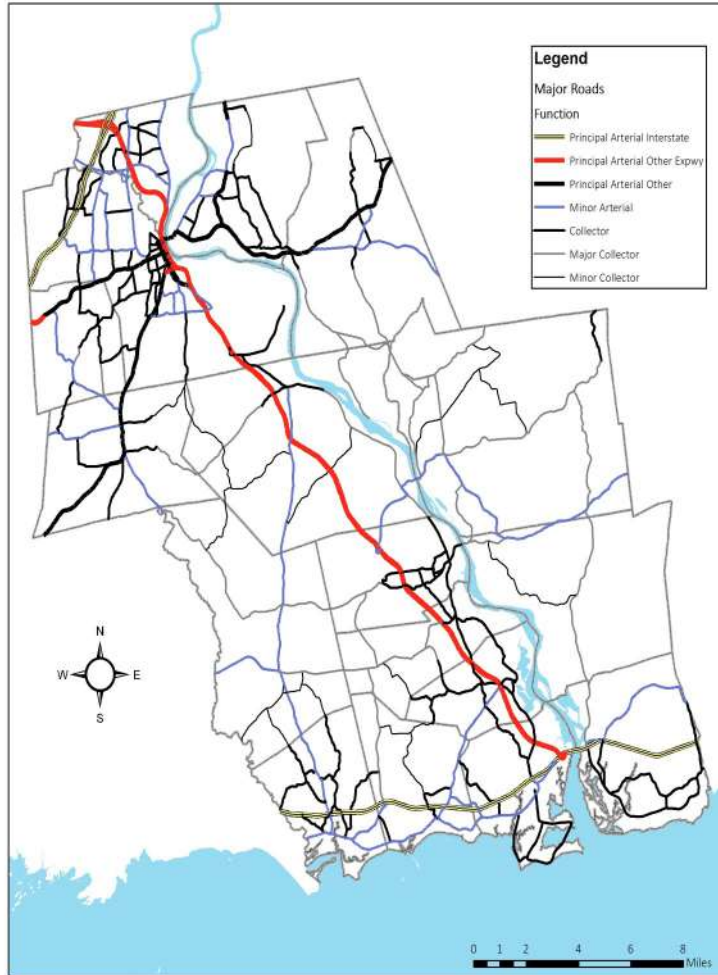 Legend
Major Roads
Function
Principal Arterial Interstate
Principal Arterial Other Expwy
Principal Arterial Other
Minor Arterial
Collector
Major Collector
Minor Collector
N
W E
S
0 1 2 4 6 8
Miles